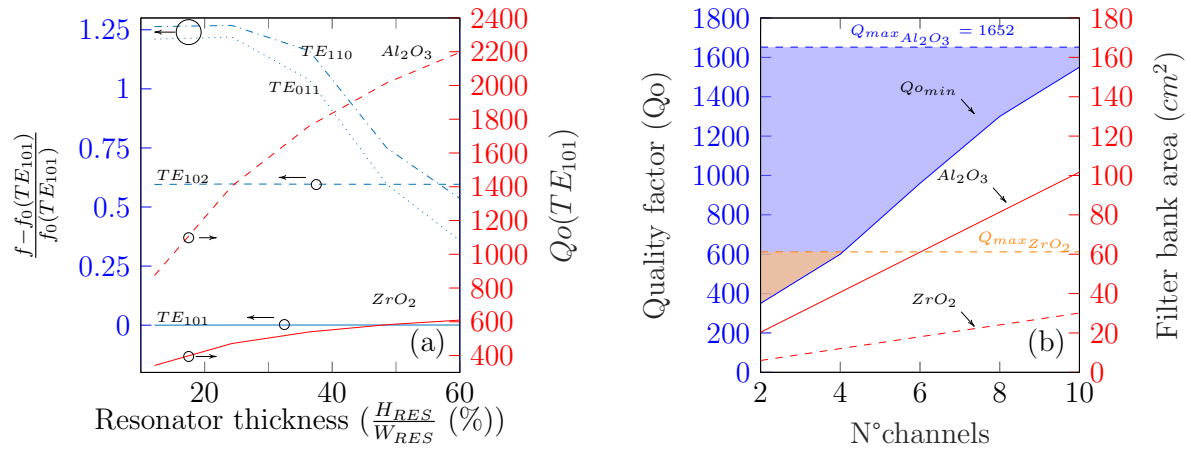 1.25
1
0.75
0.5
0.25
0
f−f0(TE101)
f0(TE101)
TE110
TE011
TE102
TE101
Al2O3
ZrO2
(a)
2400
2200
2000
1800
1600
1400
1200
1000
800
600
400
Qo(TE101)
20
40
60
Resonator thickness (HRES/WRES (%))
1800
1600
1400
1200
1000
800
600
400
200
0
Quality factor (Qo)
QmaxAl2O3 = 1652
Qomin
Al2O3
QmaxZrO2
ZrO2
(b)
180
160
140
120
100
80
60
40
20
0
Filter bank area (cm²)
2
4
6
8
10
N°channels